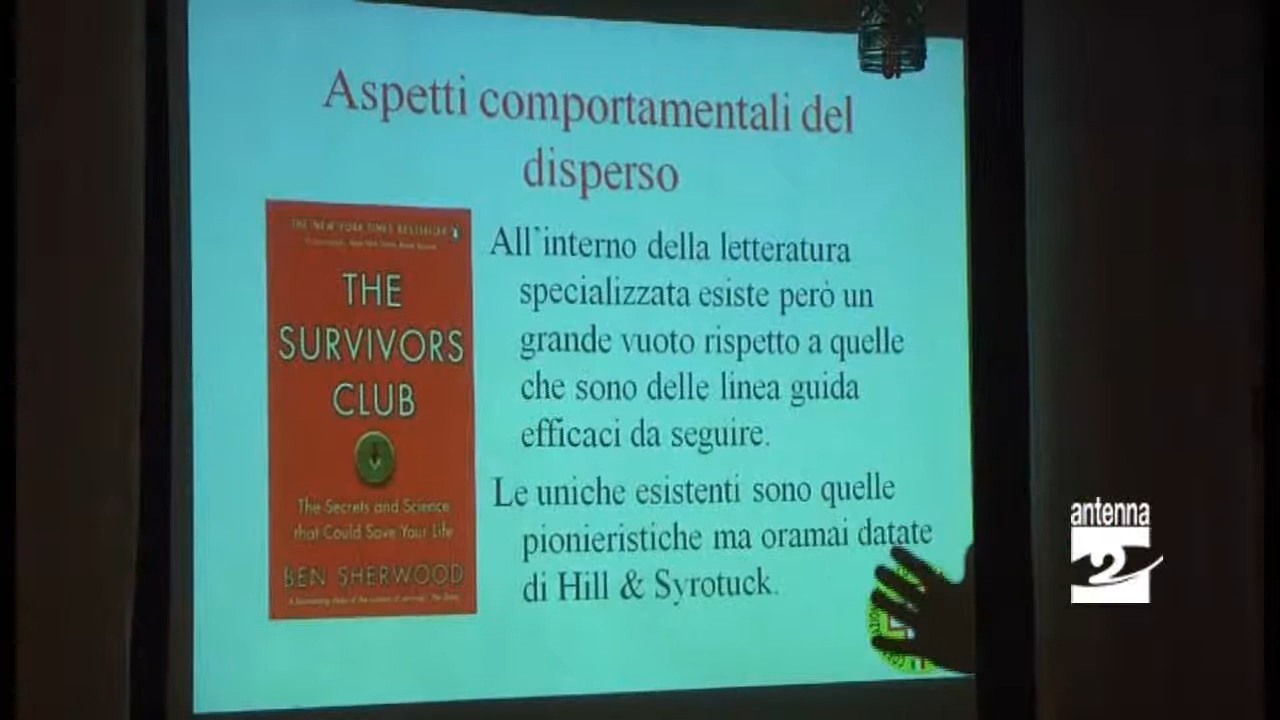 Aspetti comportamentali del
disperso
THE NEW YORK TIMES BESTSELLER
THE
SURVIVORS
CLUB
The Secrets and Science
that Could Save Your Life
BEN SHERWOOD
All'interno della letteratura
specializzata esiste però un
grande vuoto rispetto a quelle
che sono delle linea guida
efficaci da seguire.
Le uniche esistenti sono quelle
pionieristiche ma oramai datate
di Hill & Syrotuck.
antenna
2